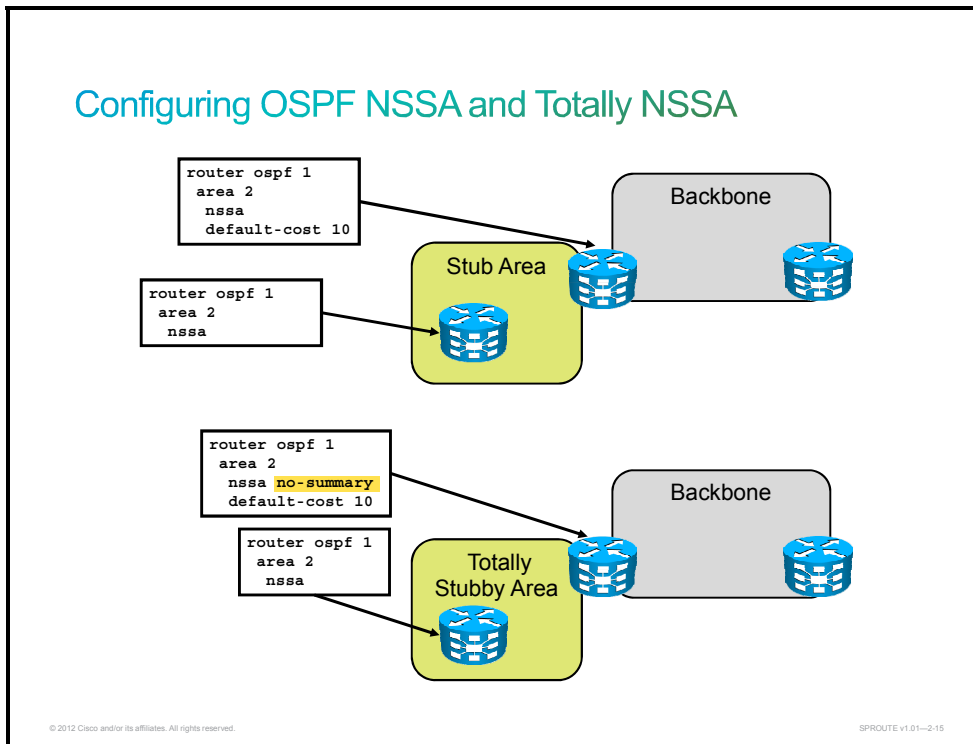 Configuring OSPF NSSA and Totally NSSA
router ospf 1
area 2
nssa
default-cost 10
Backbone
Stub Area
router ospf 1
area 2
nssa
router ospf 1
area 2
nssa no-summary
default-cost 10
Backbone
router ospf 1
area 2
nssa
Totally
Stubby Area
© 2012 Cisco and/or its affiliates. All rights reserved.
SPROUTE v1.01—2-15